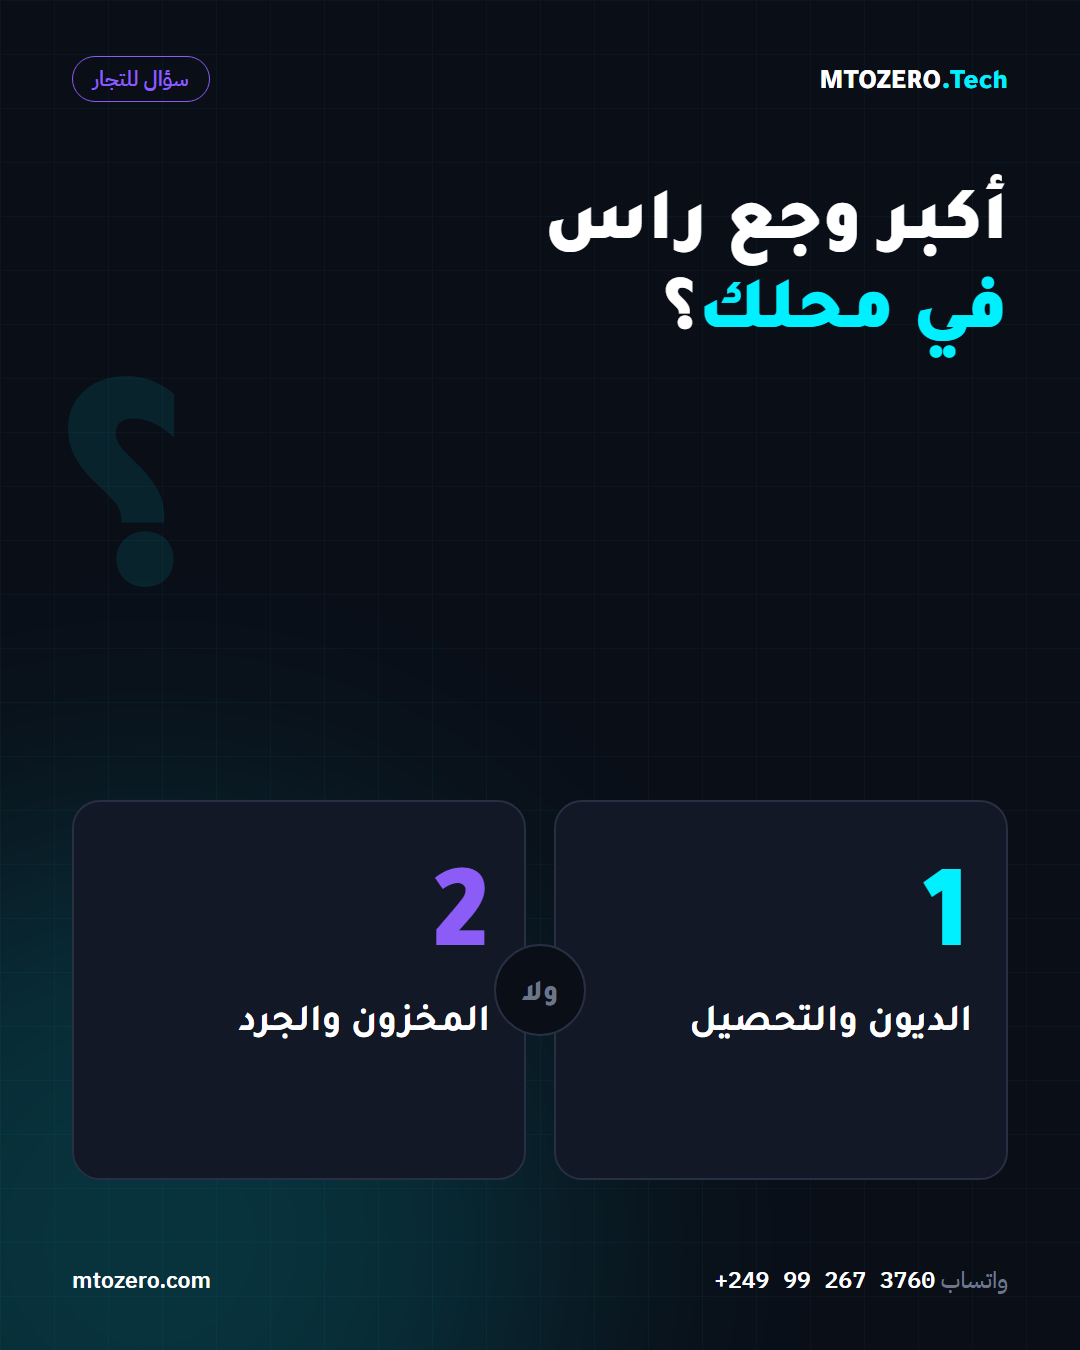 MTOZERO.Tech
سؤال للتجار
أكبر وجع راس
في محلك؟
؟
1
الديون والتحصيل
ولا
2
المخزون والجرد
واتساب +249 99 267 3760
mtozero.com